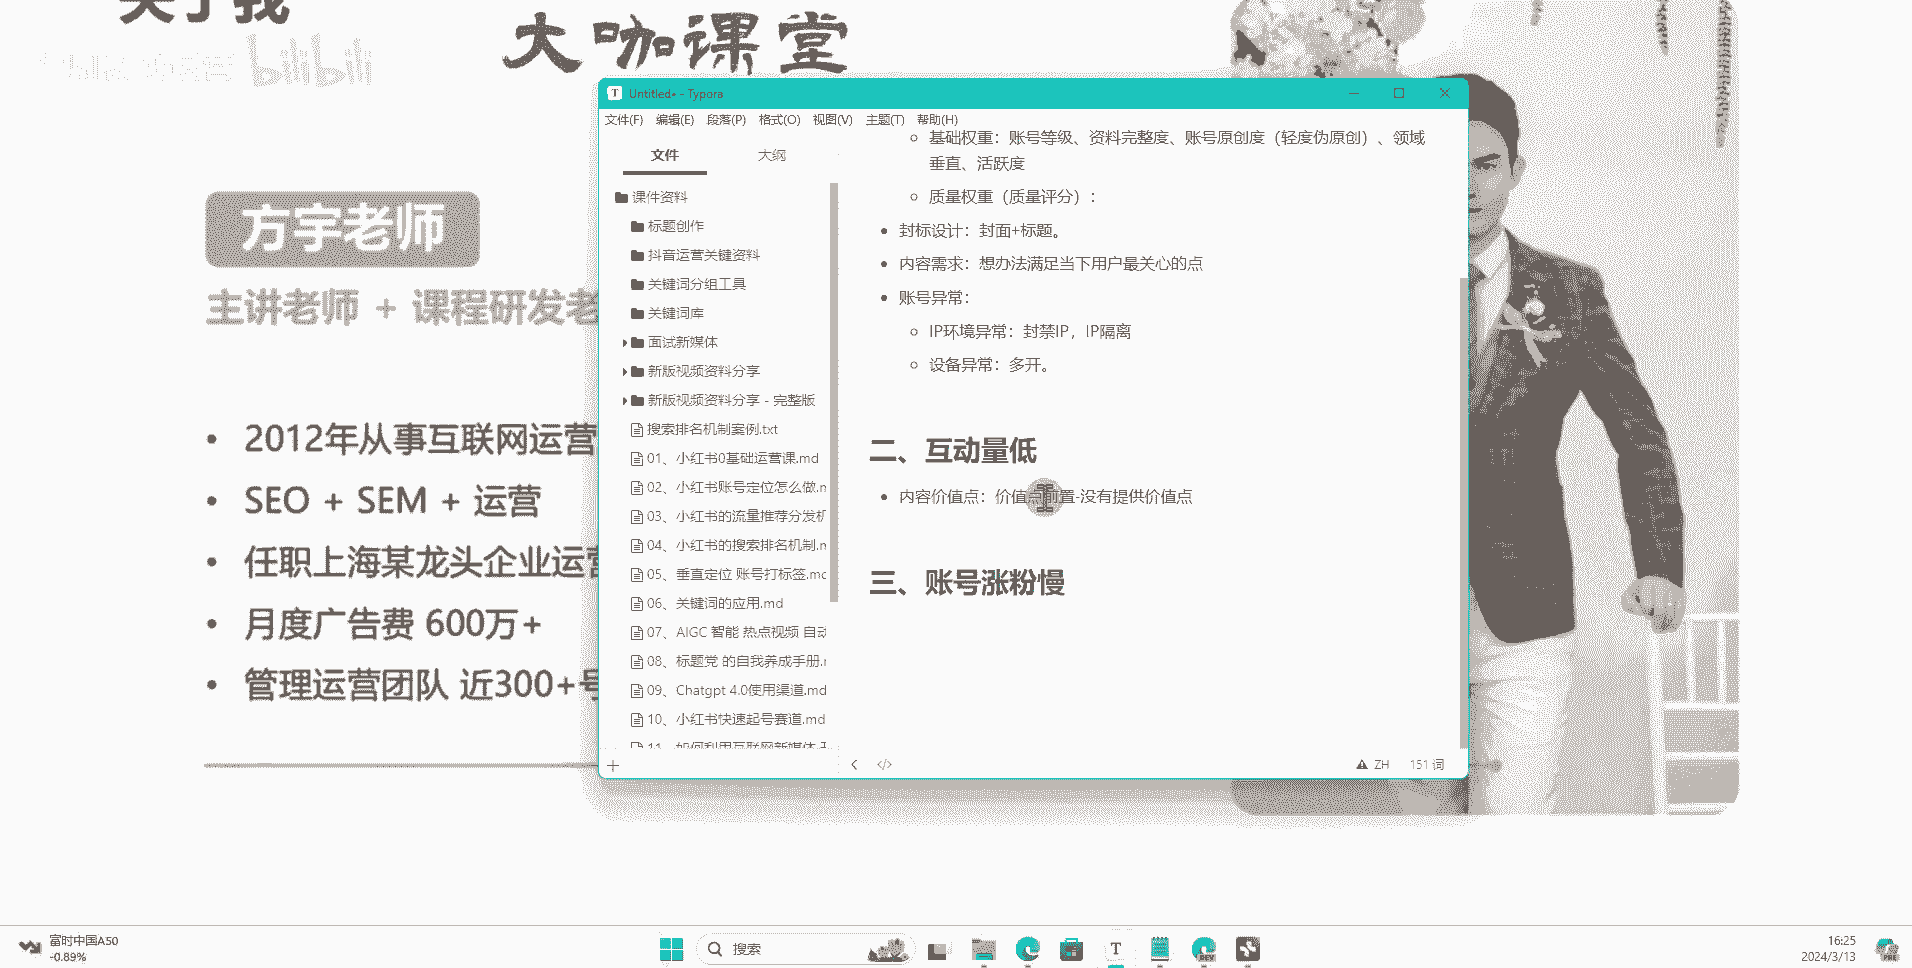 关于我
bilibili
大咖课堂
方宇老师
主讲老师 + 课程研发老
2012年从事互联网运营
SEO + SEM + 运营
任职上海某龙头企业运营
月度广告费 600万+
管理运营团队 近300+号
Untitled• - Typora
文件(F) 编辑(E) 段落(P) 格式(O) 视图(V) 主题(T) 帮助(H)
文件 大纲
课件资料
标题创作
抖音运营关键资料
关键词分组工具
关键词库
面试新媒体
新版视频资料分享
新版视频资料分享 - 完整版
搜索排名机制案例.txt
01、小红书0基础运营课.md
02、小红书账号定位怎么做.m
03、小红书的流量推荐分发机
04、小红书的搜索排名机制.m
05、垂直定位 账号打标签.mc
06、关键词的应用.md
07、AIGC 智能 热点视频 自动
08、标题党 的自我养成手册.r
09、Chatgpt 4.0使用渠道.md
10、小红书快速起号赛道.md
11、如何利用互联网新媒体
基础权重：账号等级、资料完整度、账号原创度（轻度伪原创）、领域
垂直、活跃度
质量权重（质量评分）：
封标设计：封面+标题。
内容需求：想办法满足当下用户最关心的点
账号异常：
IP环境异常：封禁IP，IP隔离
设备异常：多开。
二、互动量低
内容价值点：价值点前置-没有提供价值点
三、账号涨粉慢
ZH 151 词
富时中国A50
-0.89%
搜索
T
DEV
16:25
2024/3/13
PRE